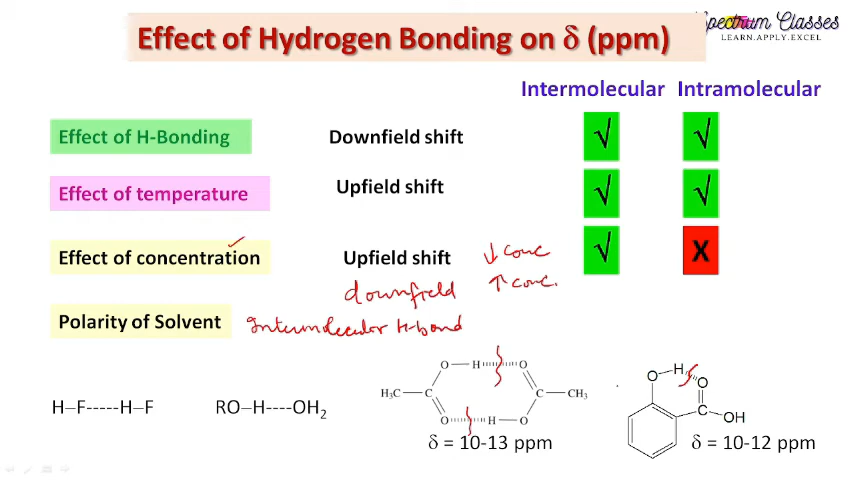 Spectrum Classes
LEARN.APPLY.EXCEL
Effect of Hydrogen Bonding on δ (ppm)
Intermolecular Intramolecular
Effect of H-Bonding Downfield shift √ √
Effect of temperature Upfield shift √ √
Effect of concentration Upfield shift ↓ conc √ X
downfield ↑ conc.
Polarity of Solvent Intermolecular H-bond
H–F-----H–F RO–H----OH₂
O H O
H₃C C C CH₃
O H O
δ = 10-13 ppm
O H O
C OH
δ = 10-12 ppm